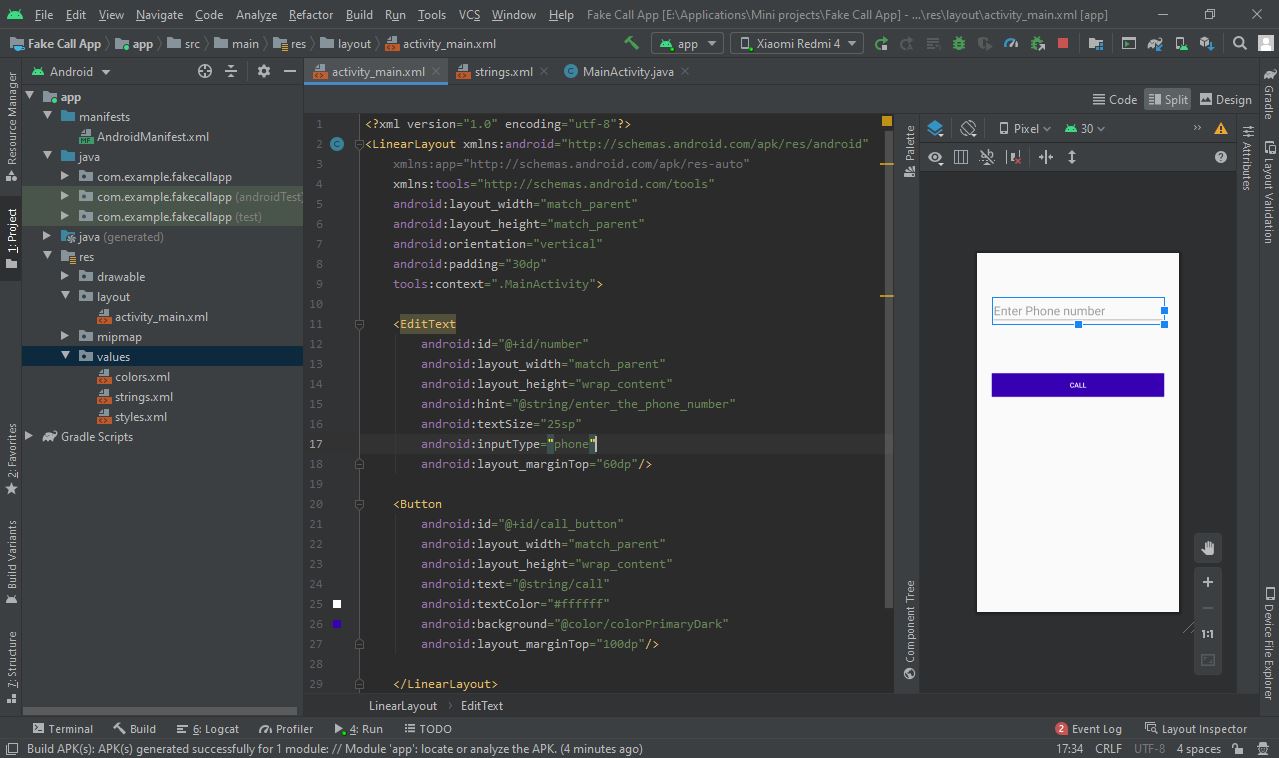 File Edit View Navigate Code Analyze Refactor Build Run Tools VCS Window Help Fake Call App [E:\Applications\Mini projects\Fake Call App] - ...\res\layout\activity_main.xml [app]
Fake Call App app src main res layout activity_main.xml app Xiaomi Redmi 4
Android activity_main.xml strings.xml MainActivity.java
Code Split Design
Resource Manager
1: Project
2: Favorites
Build Variants
7: Structure
app
manifests
AndroidManifest.xml
java
com.example.fakecallpp
com.example.fakecallapp (androidTest
com.example.fakecallapp (test)
java (generated)
res
drawable
layout
activity_main.xml
mipmap
values
colors.xml
strings.xml
styles.xml
Gradle Scripts
1 <?xml version="1.0" encoding="utf-8"?>
2 <LinearLayout xmlns:android="http://schemas.android.com/apk/res/android"
3 xmlns:app="http://schemas.android.com/apk/res-auto"
4 xmlns:tools="http://schemas.android.com/tools"
5 android:layout_width="match_parent"
6 android:layout_height="match_parent"
7 android:orientation="vertical"
8 android:padding="30dp"
9 tools:context=".MainActivity">
10
11 <EditText
12 android:id="@+id/number"
13 android:layout_width="match_parent"
14 android:layout_height="wrap_content"
15 android:hint="@string/enter_the_phone_number"
16 android:textSize="25sp"
17 android:inputType="phone"
18 android:layout_marginTop="60dp"/>
19
20 <Button
21 android:id="@+id/call_button"
22 android:layout_width="match_parent"
23 android:layout_height="wrap_content"
24 android:text="@string/call"
25 android:textColor="#ffffff"
26 android:background="@color/colorPrimaryDark"
27 android:layout_marginTop="100dp"/>
28
29 </LinearLayout>
LinearLayout EditText
Palette
Component Tree
Pixel 30
Enter Phone number
CALL
1:1
Attributes
Gradle
Layout Validation
Device File Explorer
Terminal Build 6: Logcat Profiler 4: Run TODO 2 Event Log Layout Inspector
Build APK(s): APK(s) generated successfully for 1 module: // Module 'app': locate or analyze the APK. (4 minutes ago) 17:34 CRLF UTF-8 4 spaces